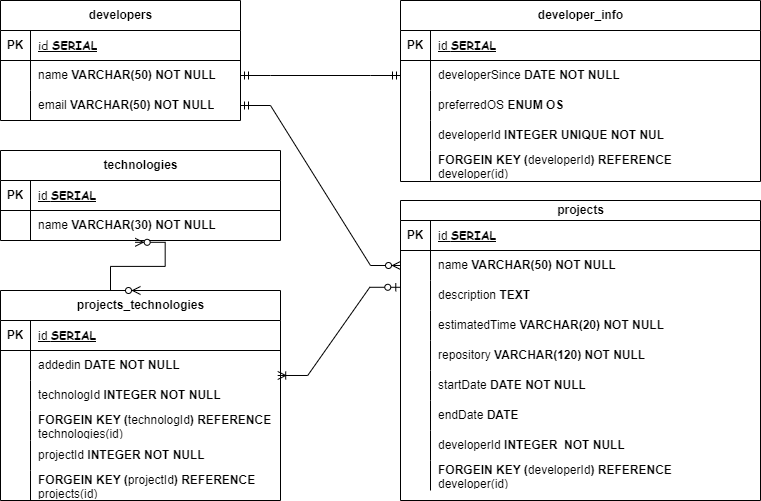 developers
PK id SERIAL
name VARCHAR(50) NOT NULL
email VARCHAR(50) NOT NULL
developer_info
PK id SERIAL
developerSince DATE NOT NULL
preferredOS ENUM OS
developerId INTEGER UNIQUE NOT NUL
FORGEIN KEY (developerId) REFERENCE
developer(id)
technologies
PK id SERIAL
name VARCHAR(30) NOT NULL
projects
PK id SERIAL
name VARCHAR(50) NOT NULL
description TEXT
estimatedTime VARCHAR(20) NOT NULL
repository VARCHAR(120) NOT NULL
startDate DATE NOT NULL
endDate DATE
developerId INTEGER NOT NULL
FORGEIN KEY (developerId) REFERENCE
developer(id)
projects_technologies
PK id SERIAL
addedin DATE NOT NULL
technologId INTEGER NOT NULL
FORGEIN KEY (technologId) REFERENCE
technologies(id)
projectId INTEGER NOT NULL
FORGEIN KEY (projectId) REFERENCE
projects(id)